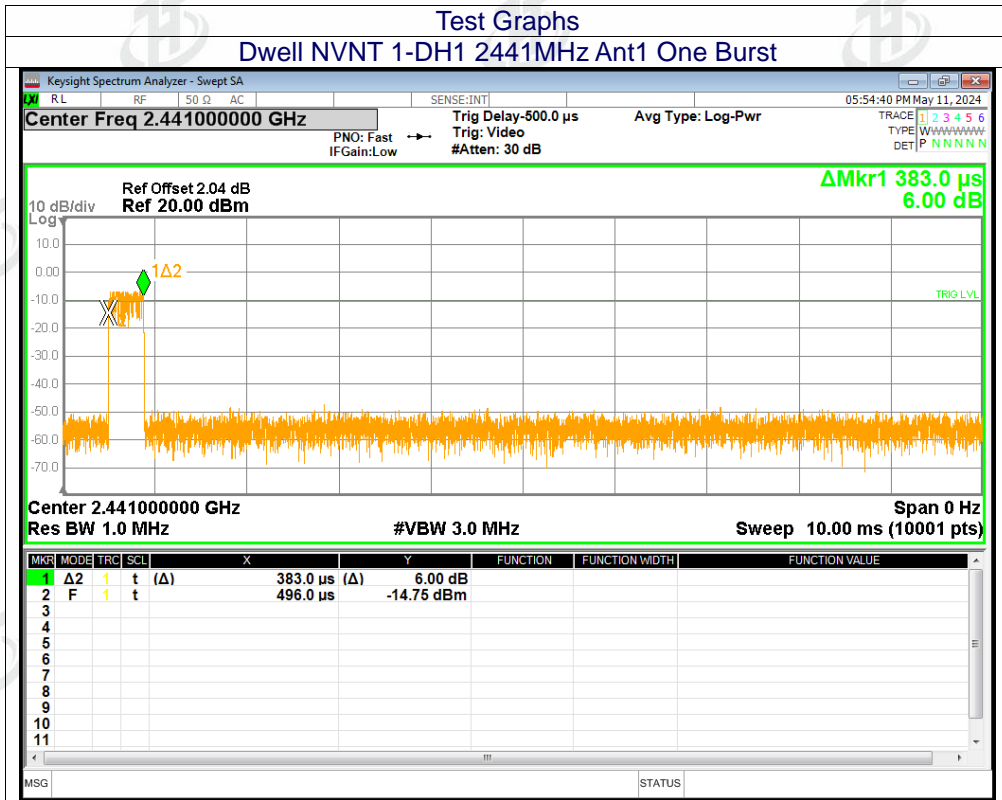 Test Graphs
Dwell NVNT 1-DH1 2441MHz Ant1 One Burst
Keysight Spectrum Analyzer - Swept SA
LXI RL RF 50 Ω AC SENSE:INT 05:54:40 PM May 11, 2024
Center Freq 2.441000000 GHz
PNO: Fast
IFGain:Low
Trig Delay-500.0 µs
Trig: Video
#Atten: 30 dB
Avg Type: Log-Pwr
TRACE 1 2 3 4 5 6
TYPE WWWWWWW
DET P N N N N N
ΔMkr1 383.0 µs
6.00 dB
Ref Offset 2.04 dB
10 dB/div Ref 20.00 dBm
Log
10.0
0.00
1Δ2
-10.0
TRIG LVL
-20.0
-30.0
-40.0
-50.0
-60.0
-70.0
Center 2.441000000 GHz Span 0 Hz
Res BW 1.0 MHz #VBW 3.0 MHz Sweep 10.00 ms (10001 pts)
MKR MODE TRC SCL X Y FUNCTION FUNCTION WIDTH FUNCTION VALUE
1 Δ2 1 t (Δ) 383.0 µs (Δ) 6.00 dB
2 F 1 t 496.0 µs -14.75 dBm
3
4
5
6
7
8
9
10
11
MSG STATUS